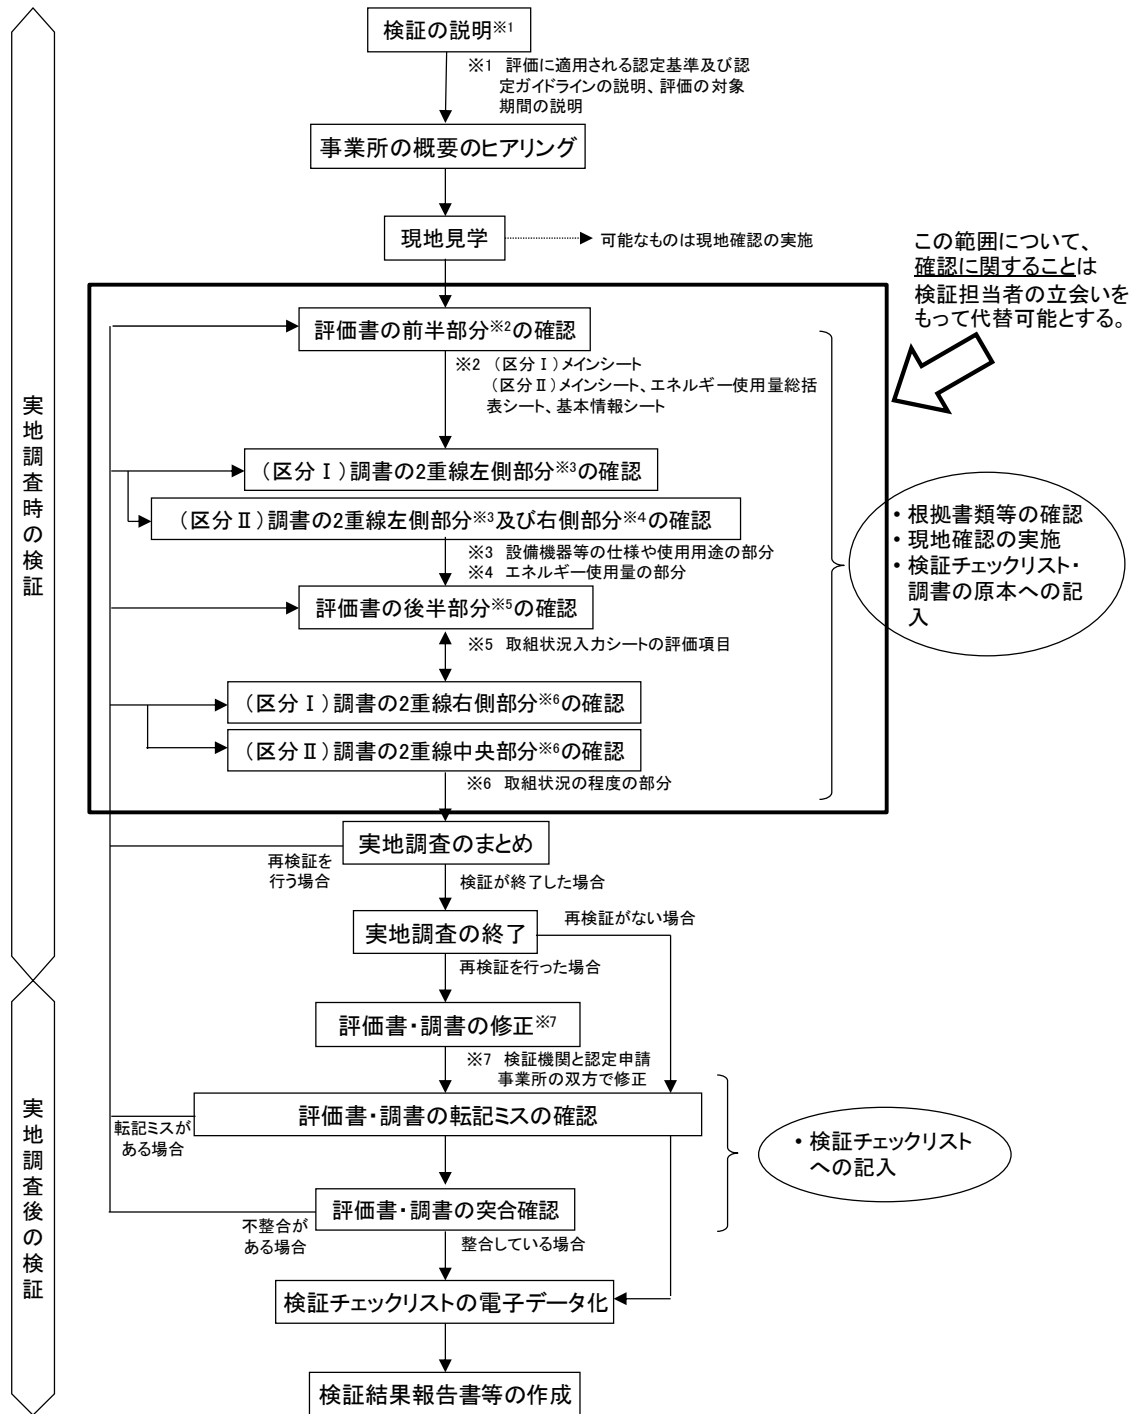 検証の説明※1
※1 評価に適用される認定基準及び認
定ガイドラインの説明、評価の対象
期間の説明
事業所の概要のヒアリング
現地見学
可能なものは現地確認の実施
この範囲について、
確認に関することは
検証担当者の立会いを
もって代替可能とする。
評価書の前半部分※2の確認
※2 (区分Ⅰ)メインシート
(区分Ⅱ)メインシート、エネルギー使用量総括
表シート、基本情報シート
(区分Ⅰ)調書の2重線左側部分※3の確認
(区分Ⅱ)調書の2重線左側部分※3及び右側部分※4の確認
※3 設備機器等の仕様や使用用途の部分
※4 エネルギー使用量の部分
評価書の後半部分※5の確認
※5 取組状況入力シートの評価項目
(区分Ⅰ)調書の2重線右側部分※6の確認
(区分Ⅱ)調書の2重線中央部分※6の確認
※6 取組状況の程度の部分
・根拠書類等の確認
・現地確認の実施
・検証チェックリスト・
調書の原本への記
入
実地調査時の検証
実地調査のまとめ
再検証を
行う場合
検証が終了した場合
実地調査の終了
再検証がない場合
再検証を行った場合
評価書・調書の修正※7
※7 検証機関と認定申請
事業所の双方で修正
評価書・調書の転記ミスの確認
転記ミスが
ある場合
・検証チェックリスト
への記入
評価書・調書の突合確認
不整合が
ある場合
整合している場合
検証チェックリストの電子データ化
検証結果報告書等の作成
実地調査後の検証